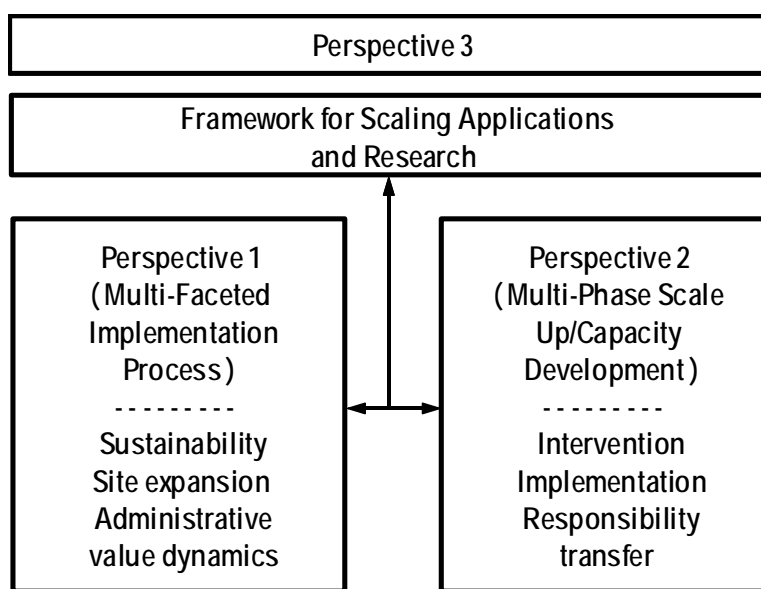 Perspective 3
Framework for Scaling Applications
and Research
Perspective 1
(Multi-Faceted
Implementation
Process)
---------
Sustainability
Site expansion
Administrative
value dynamics
Perspective 2
(Multi-Phase Scale
Up/Capacity
Development)
---------
Intervention
Implementation
Responsibility
transfer